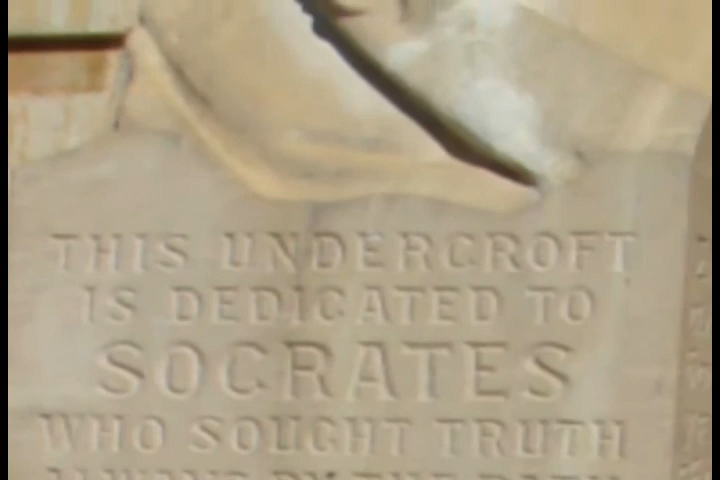 THIS UNDERCROFT
IS DEDICATED TO
SOCRATES
WHO SOUGHT TRUTH